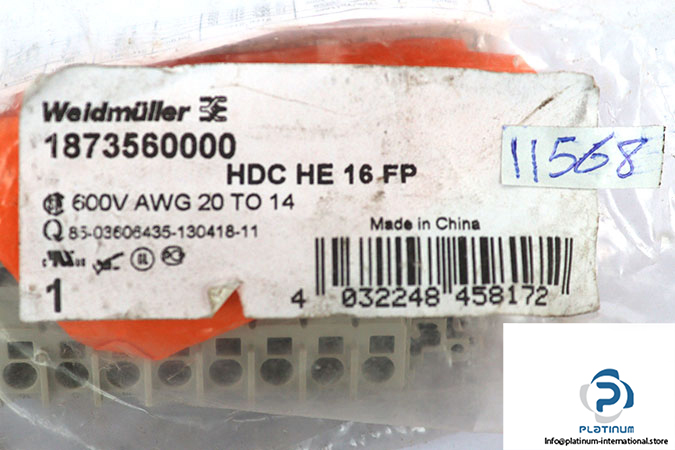 Weidmüller
1873560000
HDC HE 16 FP
600V AWG 20 TO 14
Q 85-03606435-130418-11
Made in China
1
4 032248 458172
11568
PLATINUM
Info@platinum-international.store